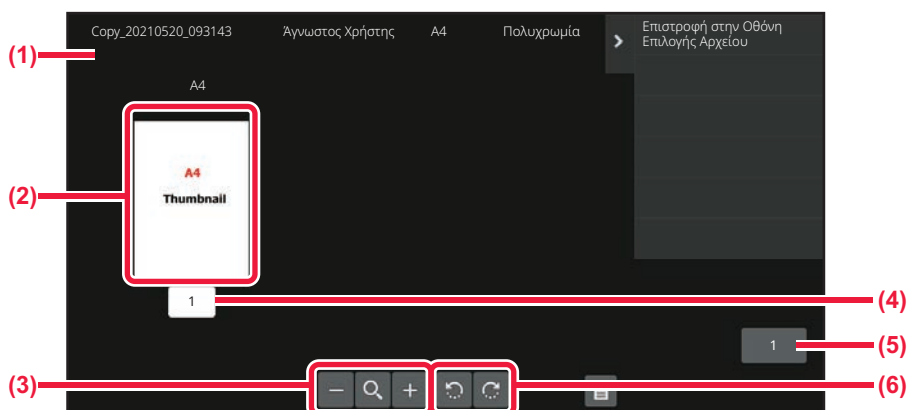 Copy_20210520_093143 Άγνωστος Χρήστης A4 Πολυχρωμία
Επιστροφή στην Οθόνη
Επιλογής Αρχείου
(1)
A4
(2)
A4
Thumbnail
1
(4)
1
(5)
(3)
(6)